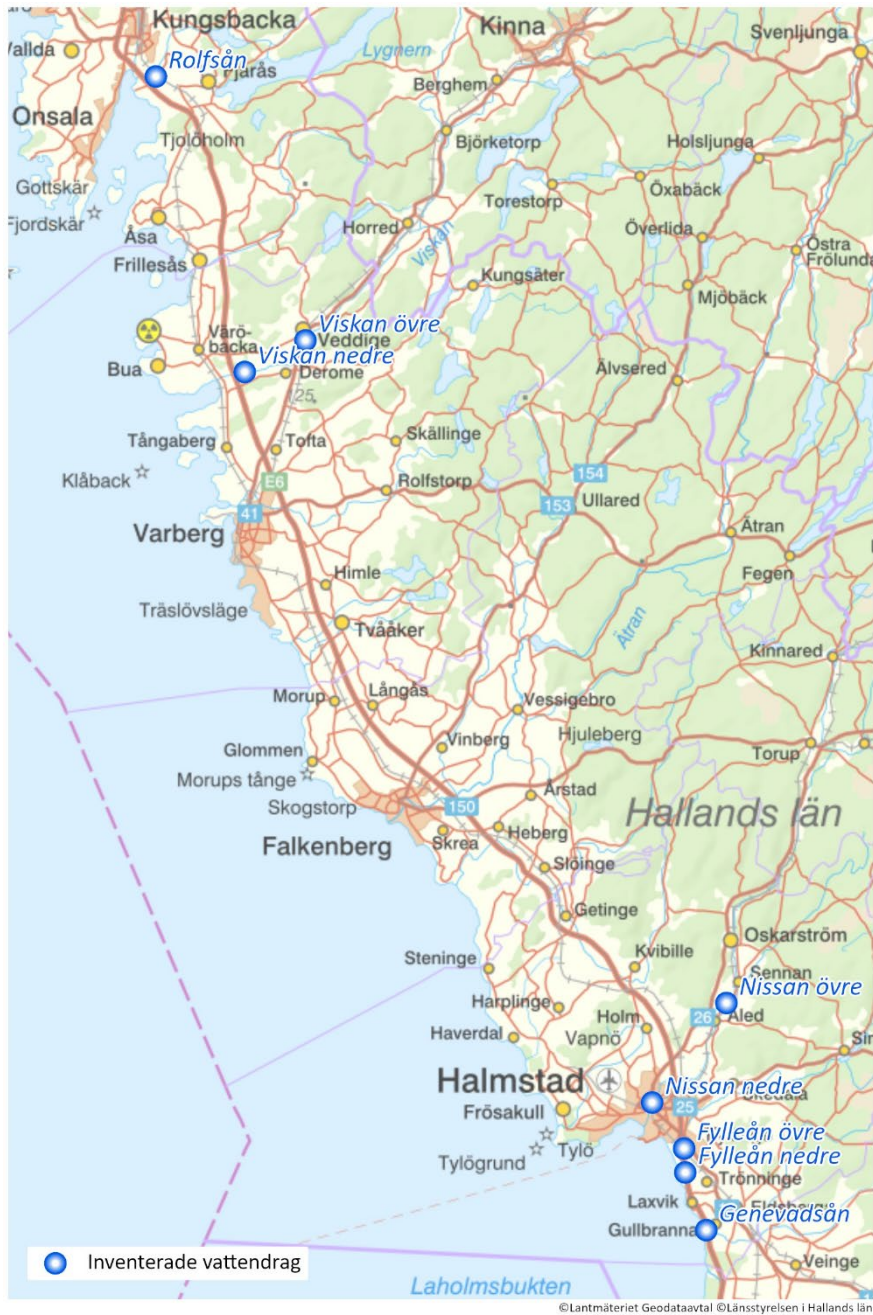 Kungsbacka
Kinna
Vallda
Rolfsån
Lygnern
Svenljunga
Fjärås
Berghem
Onsala
Björketorp
Holsljunga
Tjolöholm
Gottskär
Torestorp
Öxabäck
Fjordskär
Åsa
Horred
Viskan
Överlida
Östra
Frölunda
Frillesås
Kungsäter
Mjöbäck
Viskan övre
Värö-
backa
Veddige
Viskan nedre
Bua
Derome
Älvsered
125
Tångaberg
Tofta
Skällinge
Klåback
E6
Rolfstorp
154
153
Ullared
41
Varberg
Ätran
Himle
Fegen
Träslövsläge
Ätran
Tvååker
Kinnared
Morup
Långås
Vessigebro
Vinberg
Hjuleberg
Torup
Glommen
Morups tånge
Årstad
Skogstorp
150
Hallands län
Falkenberg
Skrea
Heberg
Slöinge
Getinge
Oskarström
Steninge
Kvibille
Sennan
Nissan övre
Harplinge
26
Åled
Holm
Haverdal
Vapnö
Halmstad
Nissan nedre
Frösakull
25
Fylleån övre
Tylögrund
Tylö
Fylleån nedre
Trönninge
Laxvik
Genevadsån
Gullbranna
Veinge
Inventerade vattendrag
Laholmsbukten
©Lantmäteriet Geodataavtal ©Länsstyrelsen i Hallands län